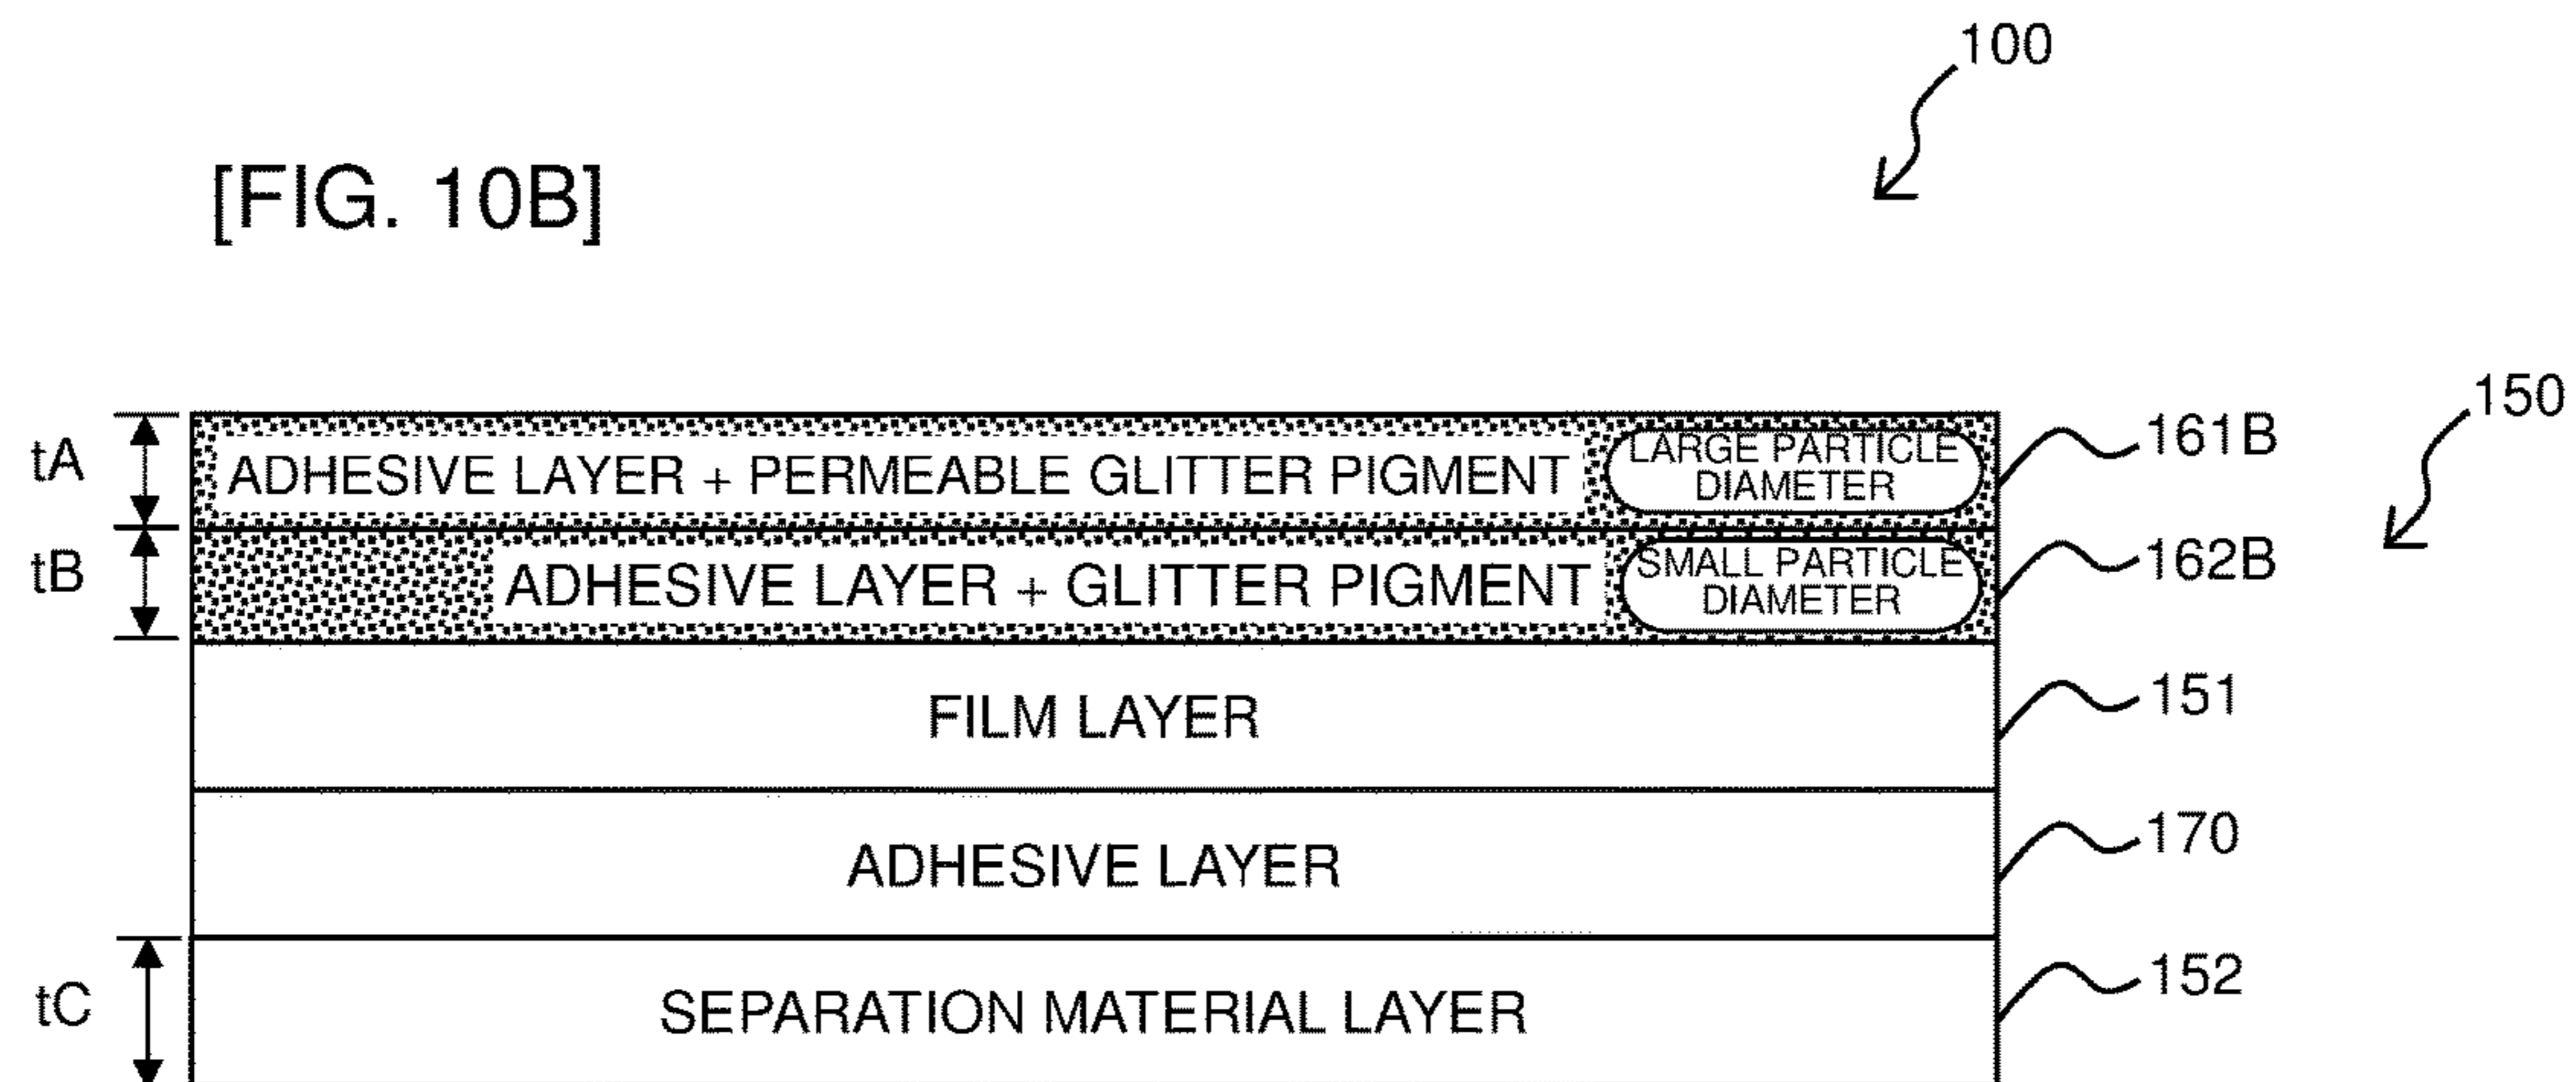 100
[FIG. 10B]
150
tA
ADHESIVE LAYER + PERMEABLE GLITTER PIGMENT
LARGE PARTICLE
DIAMETER
161B
tB
ADHESIVE LAYER + GLITTER PIGMENT
SMALL PARTICLE
DIAMETER
162B
FILM LAYER
151
ADHESIVE LAYER
170
tC
SEPARATION MATERIAL LAYER
152